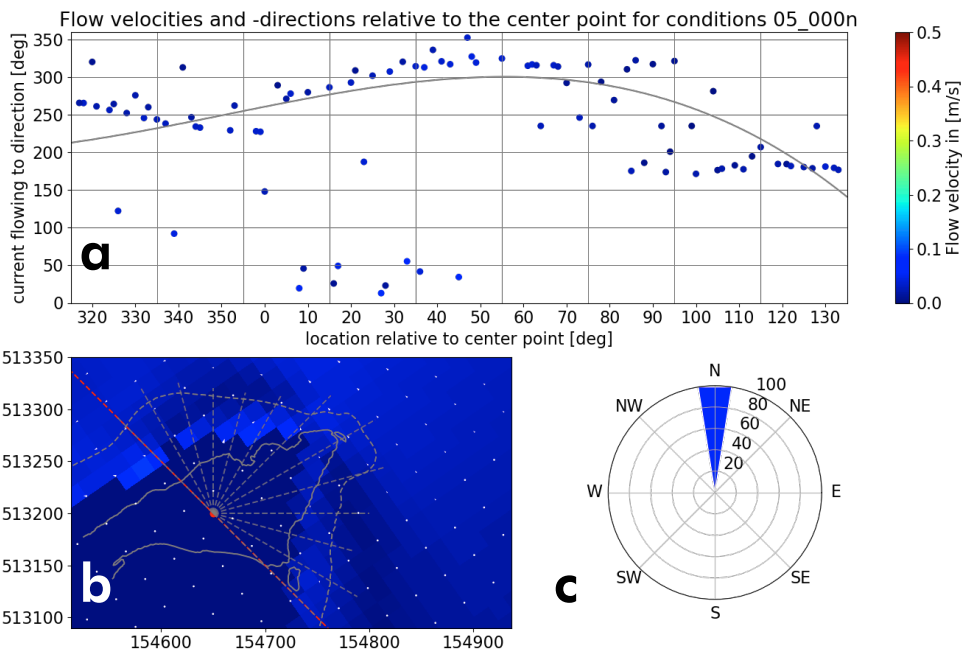 Flow velocities and -directions relative to the center point for conditions 05_000n
current flowing to direction [deg]
350
300
250
200
150
100
50
0
a
320 330 340 350 0 10 20 30 40 50 60 70 80 90 100 110 120 130
location relative to center point [deg]
0.5
0.4
0.3
0.2
0.1
0.0
Flow velocity in [m/s]
513350
513300
513250
513200
513150
513100
b
154600 154700 154800 154900
N
NE
E
SE
S
SW
W
NW
100
80
60
40
20
c